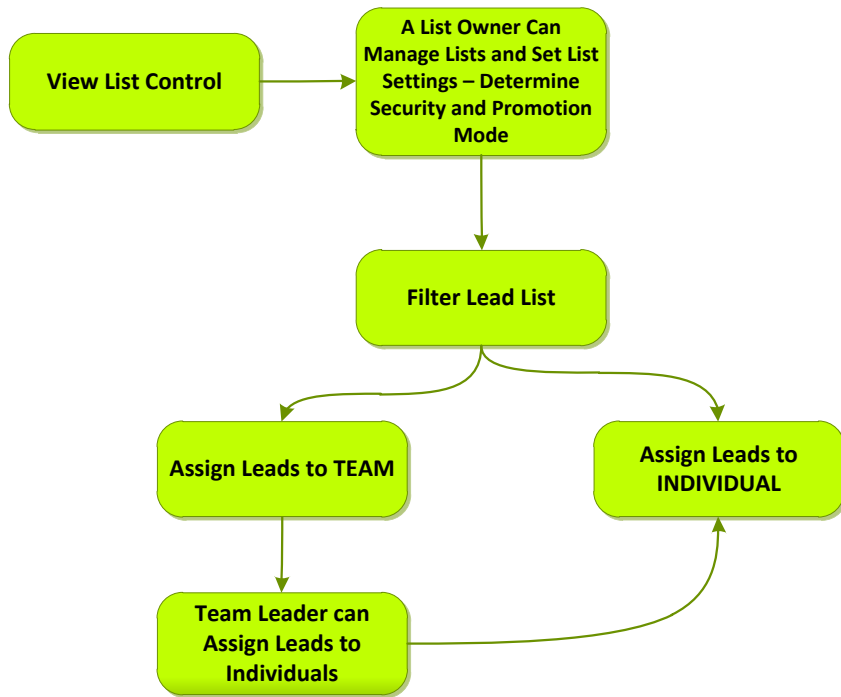 View List Control
A List Owner Can
Manage Lists and Set List
Settings – Determine
Security and Promotion
Mode
Filter Lead List
Assign Leads to TEAM
Assign Leads to
INDIVIDUAL
Team Leader can
Assign Leads to
Individuals